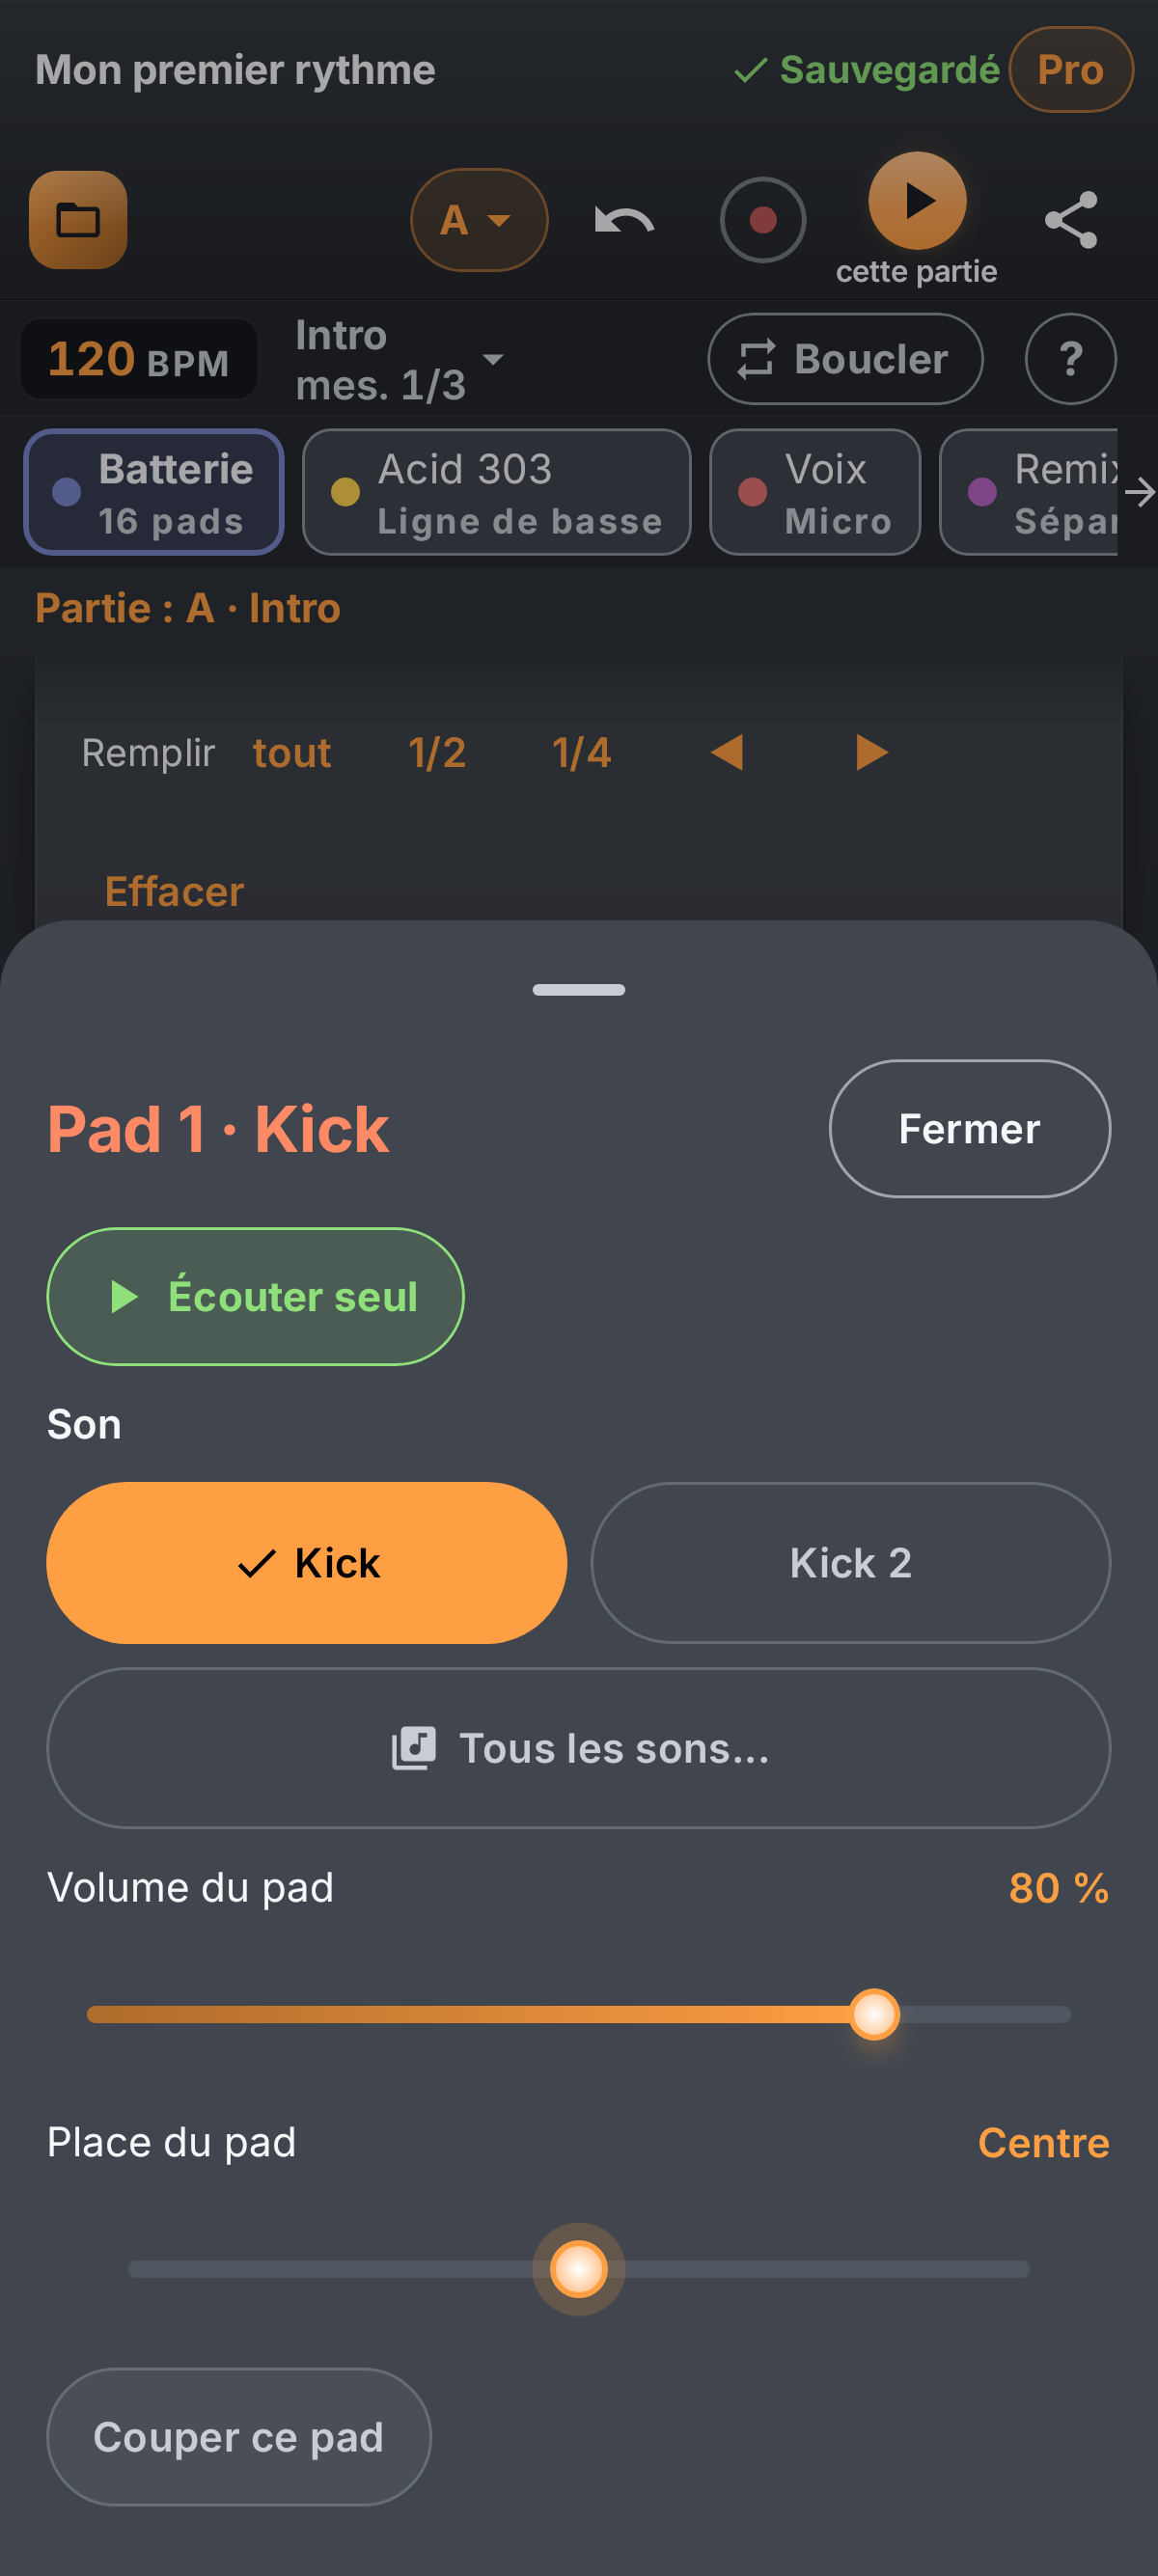 Mon premier rythme
Sauvegardé
Pro
A
cette partie
120 BPM
Intro
mes. 1/3
Boucler
?
Batterie
16 pads
Acid 303
Ligne de basse
Voix
Micro
Partie : A · Intro
Remplir tout 1/2 1/4
Effacer
Pad 1 · Kick
Fermer
Écouter seul
Son
Kick
Kick 2
Tous les sons...
Volume du pad
80 %
Place du pad
Centre
Couper ce pad